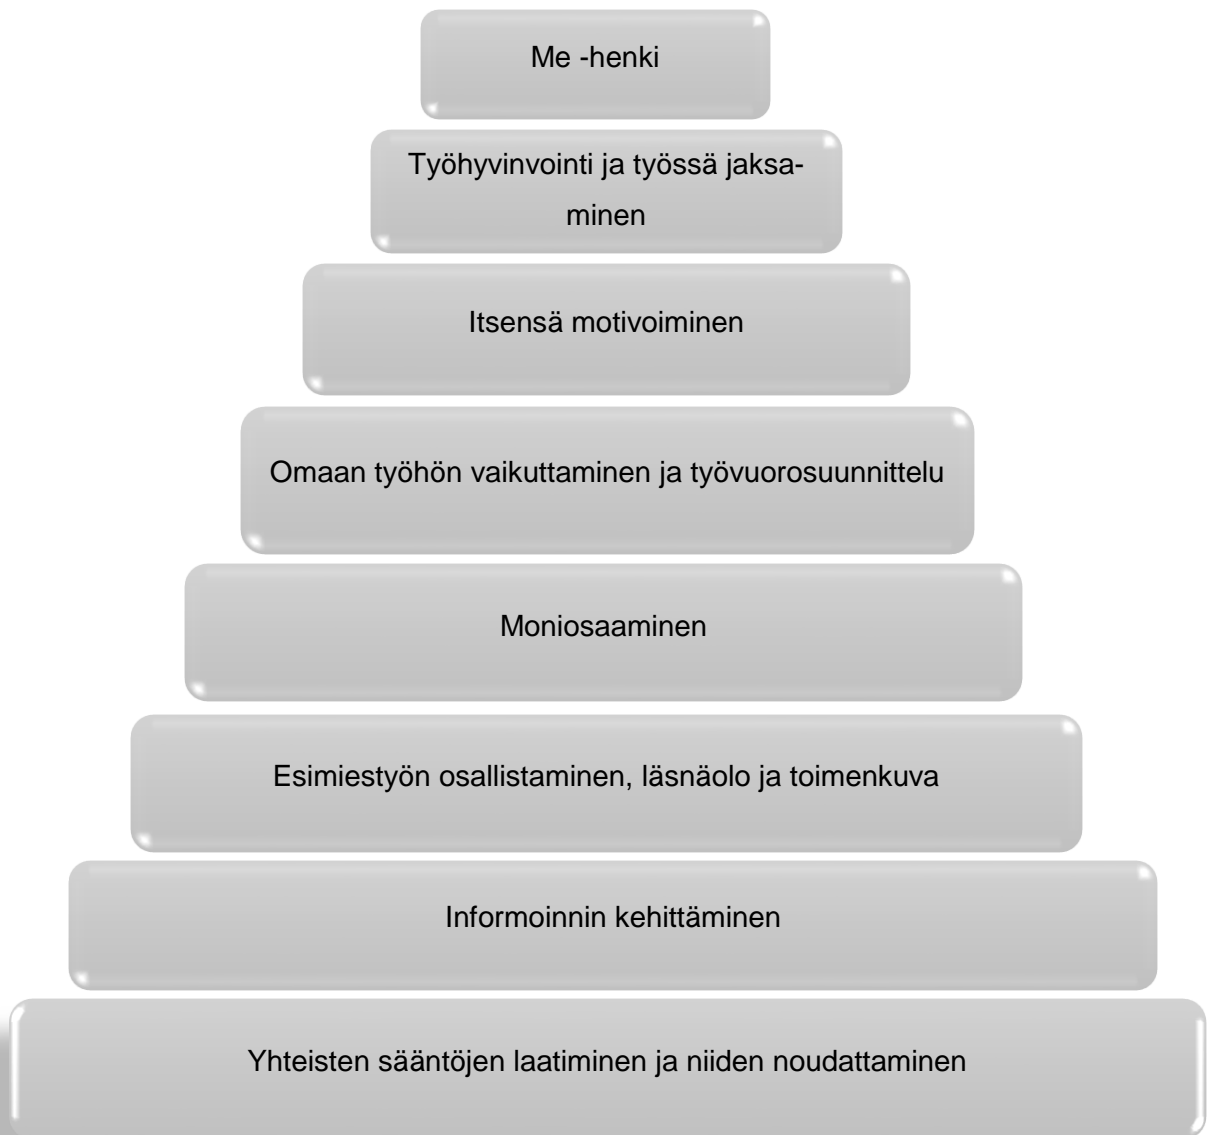 Me -henki
Työhyvinvointi ja työssä jaksa-
minen
Itsensä motivoiminen
Omaan työhön vaikuttaminen ja työvuorosuunnittelu
Moniosaaminen
Esimiestyön osallistaminen, läsnäolo ja toimenkuva
Informoinnin kehittäminen
Yhteisten sääntöjen laatiminen ja niiden noudattaminen